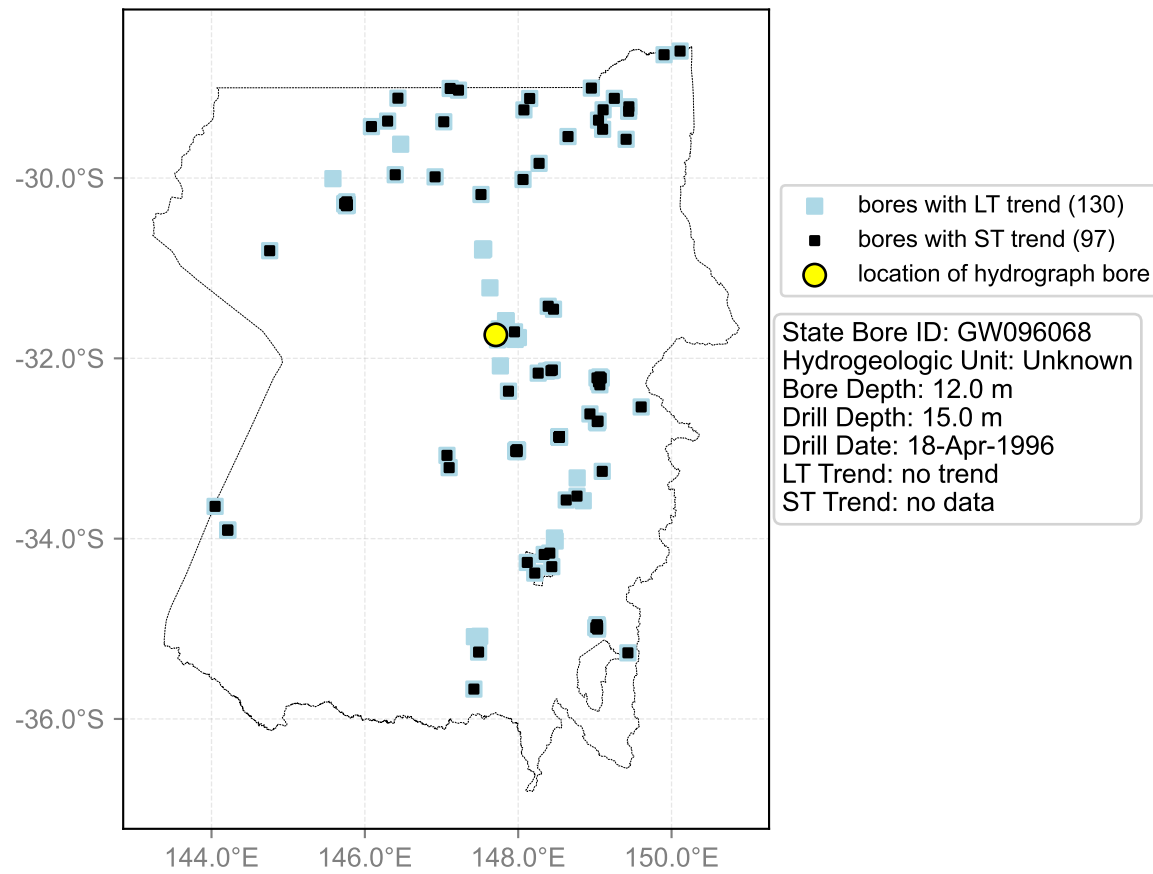 -30.0°S
-32.0°S
-34.0°S
-36.0°S
144.0°E
146.0°E
148.0°E
150.0°E
bores with LT trend (130)
bores with ST trend (97)
location of hydrograph bore
State Bore ID: GW096068
Hydrogeologic Unit: Unknown
Bore Depth: 12.0 m
Drill Depth: 15.0 m
Drill Date: 18-Apr-1996
LT Trend: no trend
ST Trend: no data